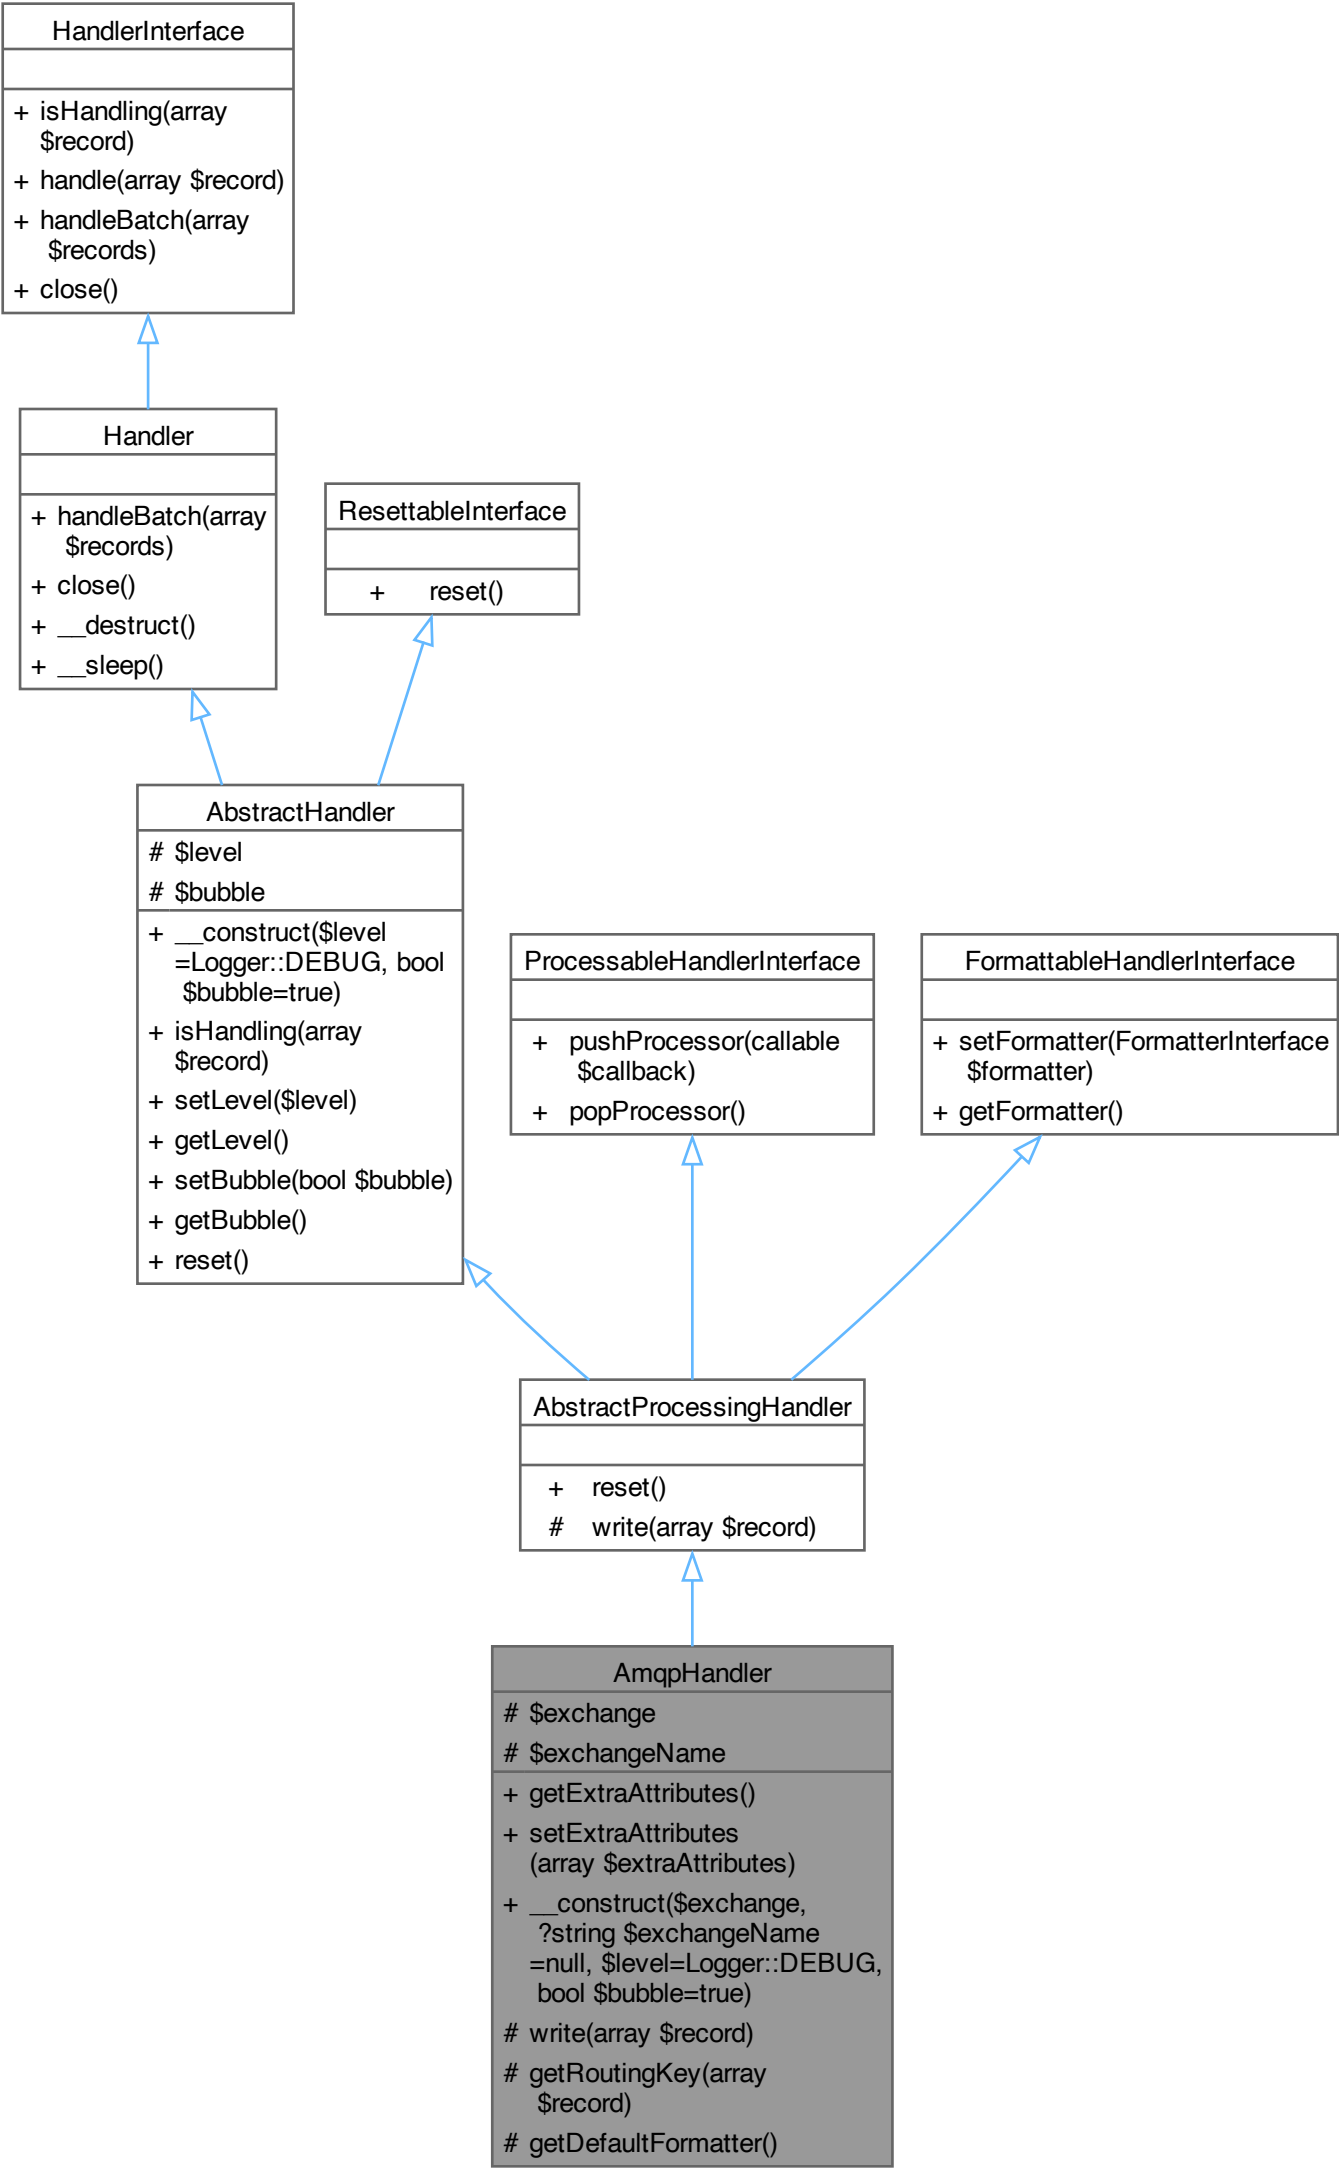 HandlerInterface
+ isHandling(array
$record)
+ handle(array $record)
+ handleBatch(array
$records)
+ close()
Handler
+ handleBatch(array
$records)
+ close()
+ __destruct()
+ __sleep()
ResettableInterface
+ reset()
AbstractHandler
# $level
# $bubble
+ __construct($level
=Logger::DEBUG, bool
$bubble=true)
+ isHandling(array
$record)
+ setLevel($level)
+ getLevel()
+ setBubble(bool $bubble)
+ getBubble()
+ reset()
ProcessableHandlerInterface
+ pushProcessor(callable
$callback)
+ popProcessor()
FormattableHandlerInterface
+ setFormatter(FormatterInterface
$formatter)
+ getFormatter()
AbstractProcessingHandler
+ reset()
# write(array $record)
AmqpHandler
# $exchange
# $exchangeName
+ getExtraAttributes()
+ setExtraAttributes
(array $extraAttributes)
+ __construct($exchange,
?string $exchangeName
=null, $level=Logger::DEBUG,
bool $bubble=true)
# write(array $record)
# getRoutingKey(array
$record)
# getDefaultFormatter()